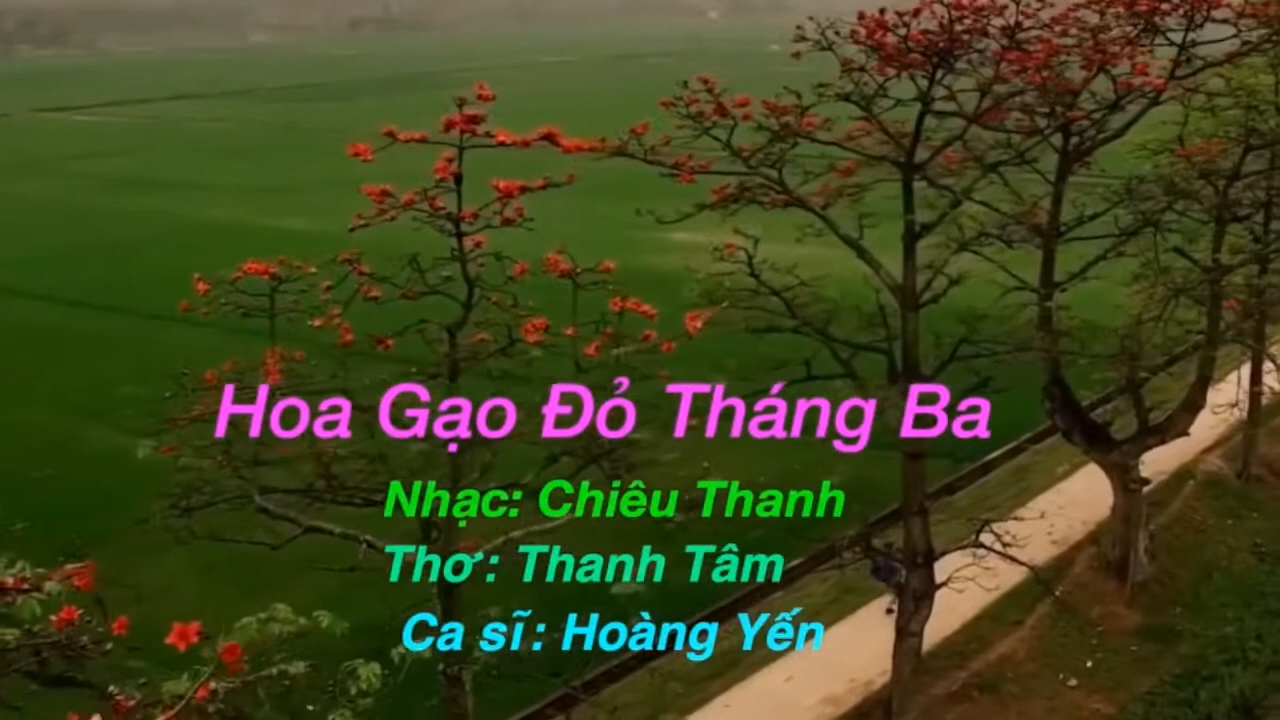 Hoa Gạo Đỏ Tháng Ba
Nhạc: Chiêu Thanh
Thơ: Thanh Tâm
Ca sĩ: Hoàng Yến